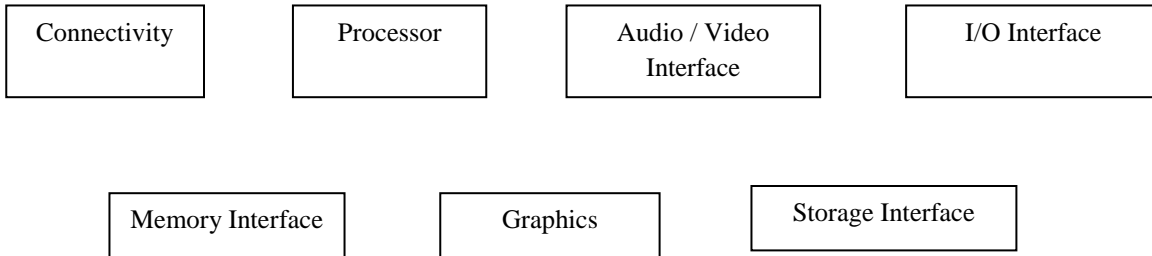 Connectivity
Processor
Audio / Video
Interface
I/O Interface
Memory Interface
Graphics
Storage Interface